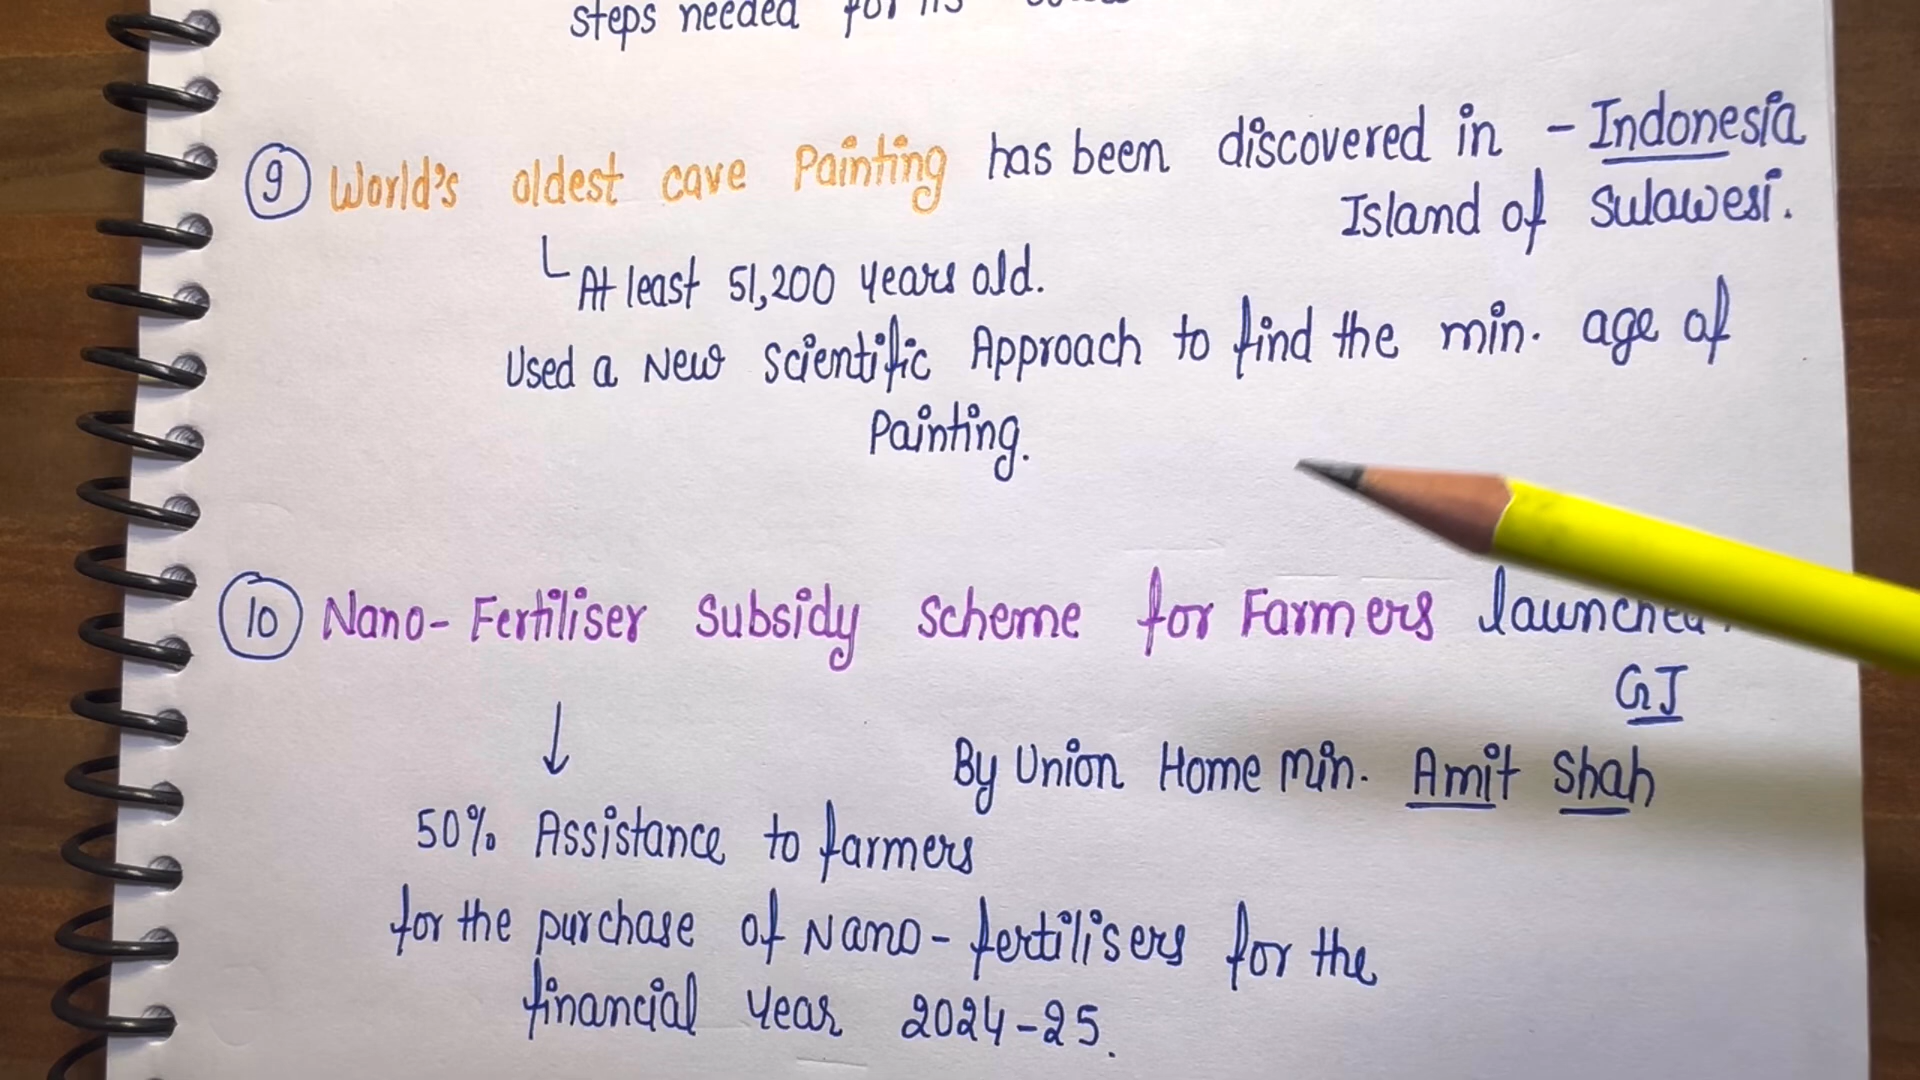 steps needed for its
9 World's oldest cave Painting has been discovered in - Indonesia
Island of Sulawesi.
At least 51,200 years old.
Used a New Scientific Approach to find the min. age of
Painting.
10 Nano-Fertiliser Subsidy Scheme for Farmers launched
GJ
By Union Home Min. Amit Shah
50% Assistance to farmers
for the purchase of Nano-fertilisers for the
financial year 2024-25.